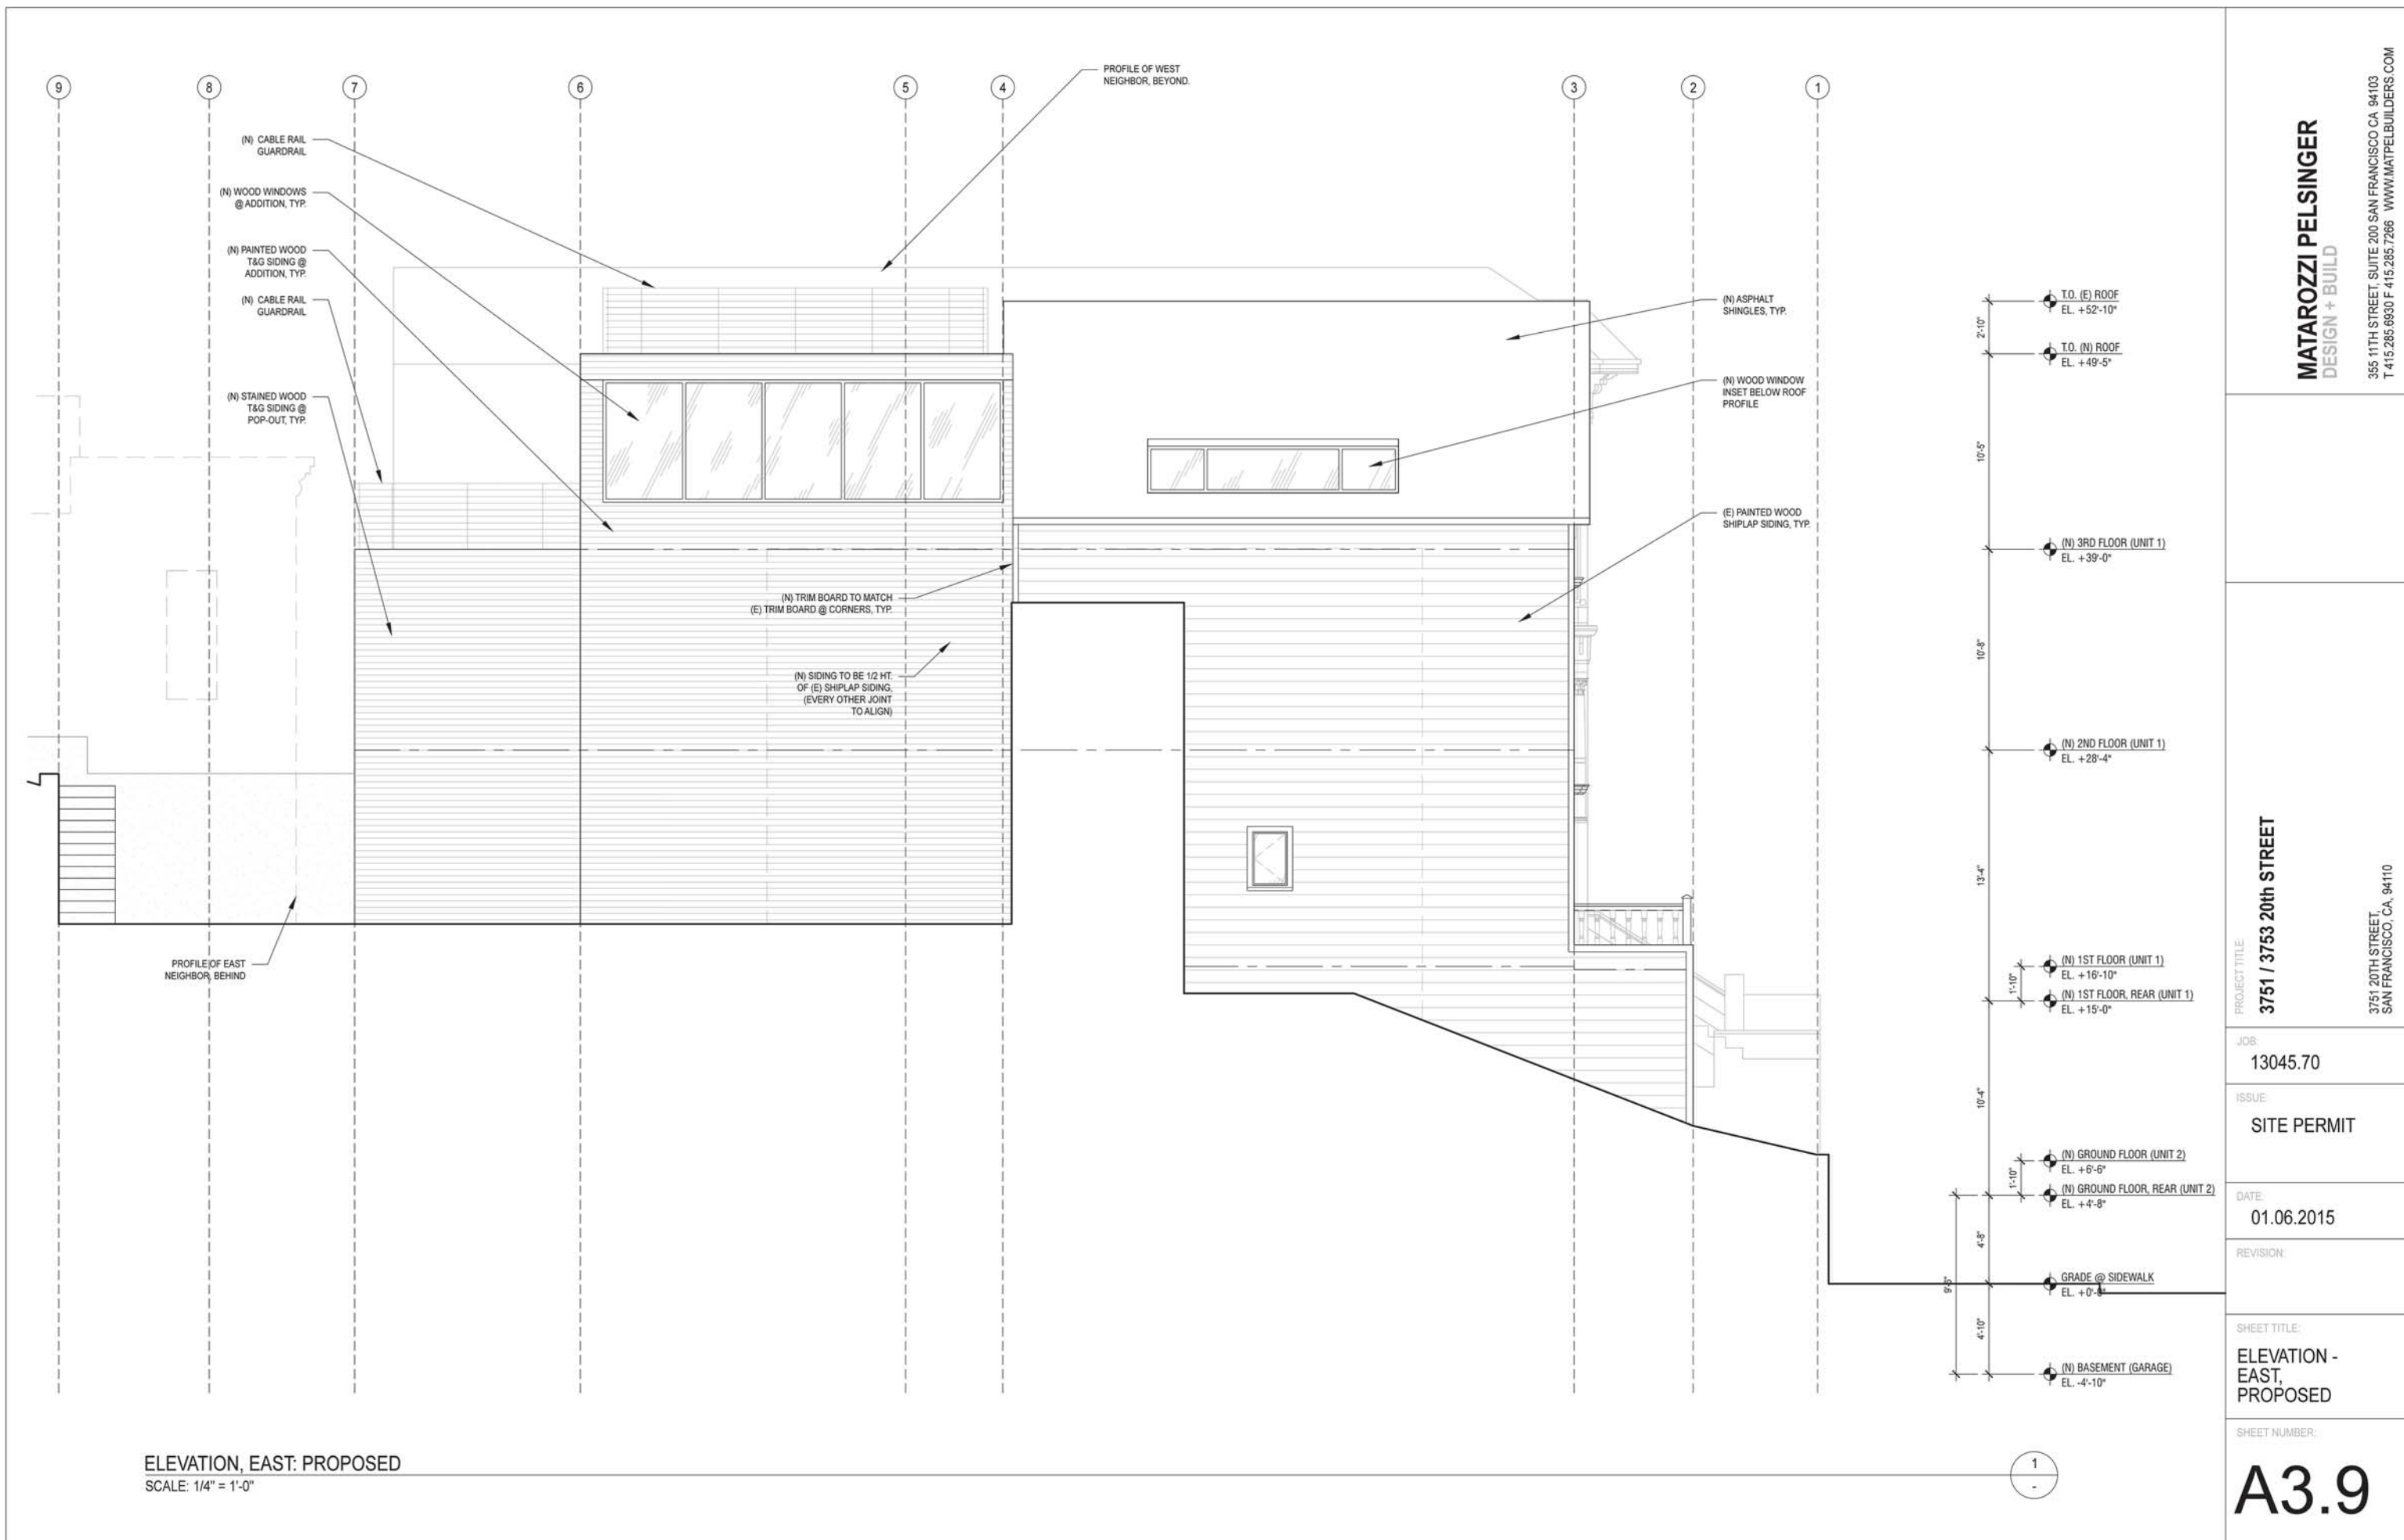 9
8
7
6
5
4
3
2
1
PROFILE OF WEST
NEIGHBOR, BEYOND.
(N) CABLE RAIL
GUARDRAIL
(N) WOOD WINDOWS
@ ADDITION, TYP.
(N) PAINTED WOOD
T&G SIDING @
ADDITION, TYP.
(N) CABLE RAIL
GUARDRAIL
(N) STAINED WOOD
T&G SIDING @
POP-OUT, TYP.
(N) ASPHALT
SHINGLES, TYP.
(N) WOOD WINDOW
INSET BELOW ROOF
PROFILE
(E) PAINTED WOOD
SHIPLAP SIDING, TYP.
(N) TRIM BOARD TO MATCH
(E) TRIM BOARD @ CORNERS, TYP.
(N) SIDING TO BE 1/2 HT.
OF (E) SHIPLAP SIDING,
(EVERY OTHER JOINT
TO ALIGN)
PROFILE OF EAST
NEIGHBOR, BEHIND
T.O. (E) ROOF
EL. +52'-10"
2'-10"
T.O. (N) ROOF
EL. +49'-5"
10'-5"
(N) 3RD FLOOR (UNIT 1)
EL. +39'-0"
10'-8"
(N) 2ND FLOOR (UNIT 1)
EL. +28'-4"
13'-4"
(N) 1ST FLOOR (UNIT 1)
EL. +16'-10"
1'-10"
(N) 1ST FLOOR, REAR (UNIT 1)
EL. +15'-0"
10'-4"
(N) GROUND FLOOR (UNIT 2)
EL. +6'-6"
1'-10"
(N) GROUND FLOOR, REAR (UNIT 2)
EL. +4'-8"
4'-8"
GRADE @ SIDEWALK
EL. +0'-0"
4'-10"
(N) BASEMENT (GARAGE)
EL. -4'-10"
ELEVATION, EAST: PROPOSED
SCALE: 1/4" = 1'-0"
1
-
MATAROZZI PELSINGER
DESIGN + BUILD
355 11TH STREET, SUITE 200 SAN FRANCISCO CA 94103
T 415.285.6930 F 415.285.7266 WWW.MATPELBUILDERS.COM
PROJECT TITLE
3751 / 3753 20th STREET
3751 20TH STREET,
SAN FRANCISCO, CA, 94110
JOB:
13045.70
ISSUE:
SITE PERMIT
DATE:
01.06.2015
REVISION:
SHEET TITLE:
ELEVATION -
EAST,
PROPOSED
SHEET NUMBER:
A3.9